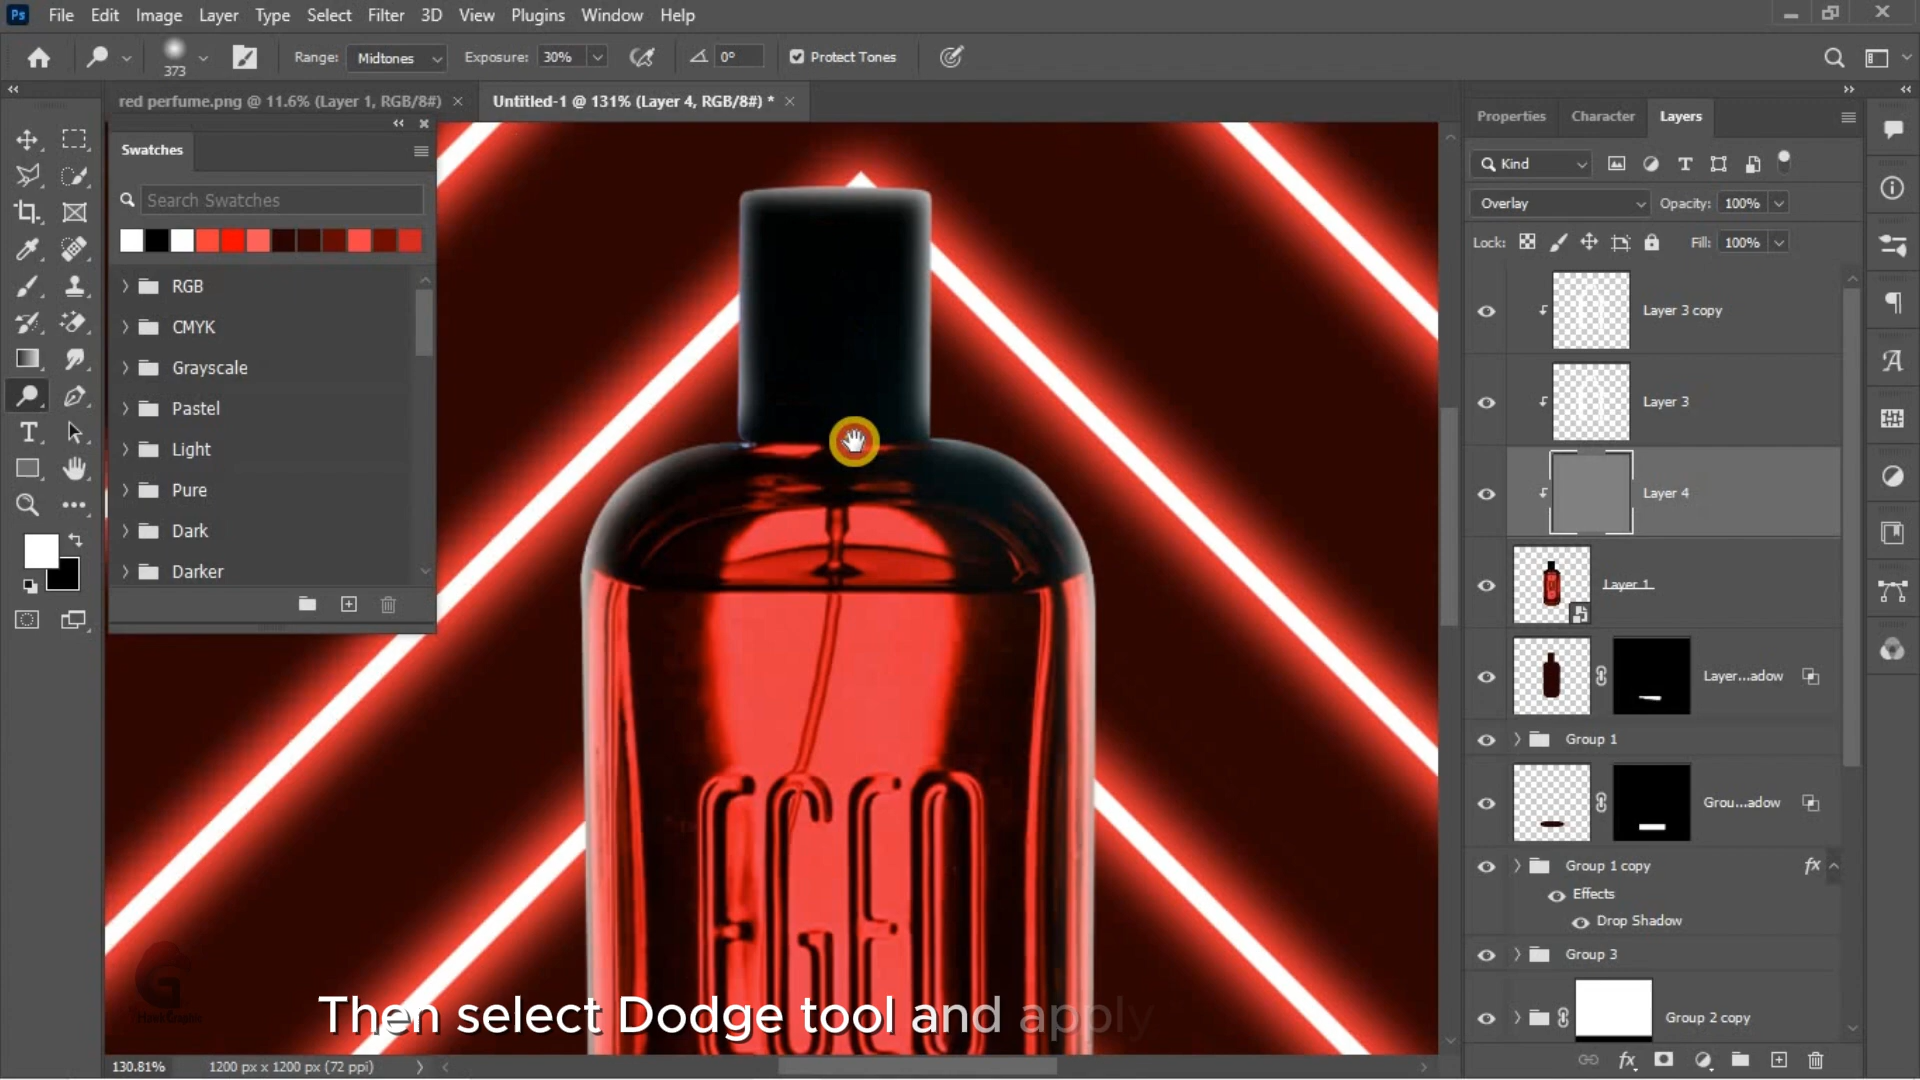 Ps File Edit Image Layer Type Select Filter 3D View Plugins Window Help
373 Range: Midtones Exposure: 30% 0° Protect Tones
red perfume.png @ 11.6% (Layer 1, RGB/8#) × Untitled-1 @ 131% (Layer 4, RGB/8#) * ×
Swatches
Search Swatches
RGB
CMYK
Grayscale
Pastel
Light
Pure
Dark
Darker
EGEO
Then select Dodge tool and apply
130.81% 1200 px x 1200 px (72 ppi)
Properties Character Layers
Kind
Overlay Opacity: 100%
Lock: Fill: 100%
Layer 3 copy
Layer 3
Layer 4
Layer 1
Layer...adow
Group 1
Grou...adow
Group 1 copy fx
Effects
Drop Shadow
Group 3
Group 2 copy
fx